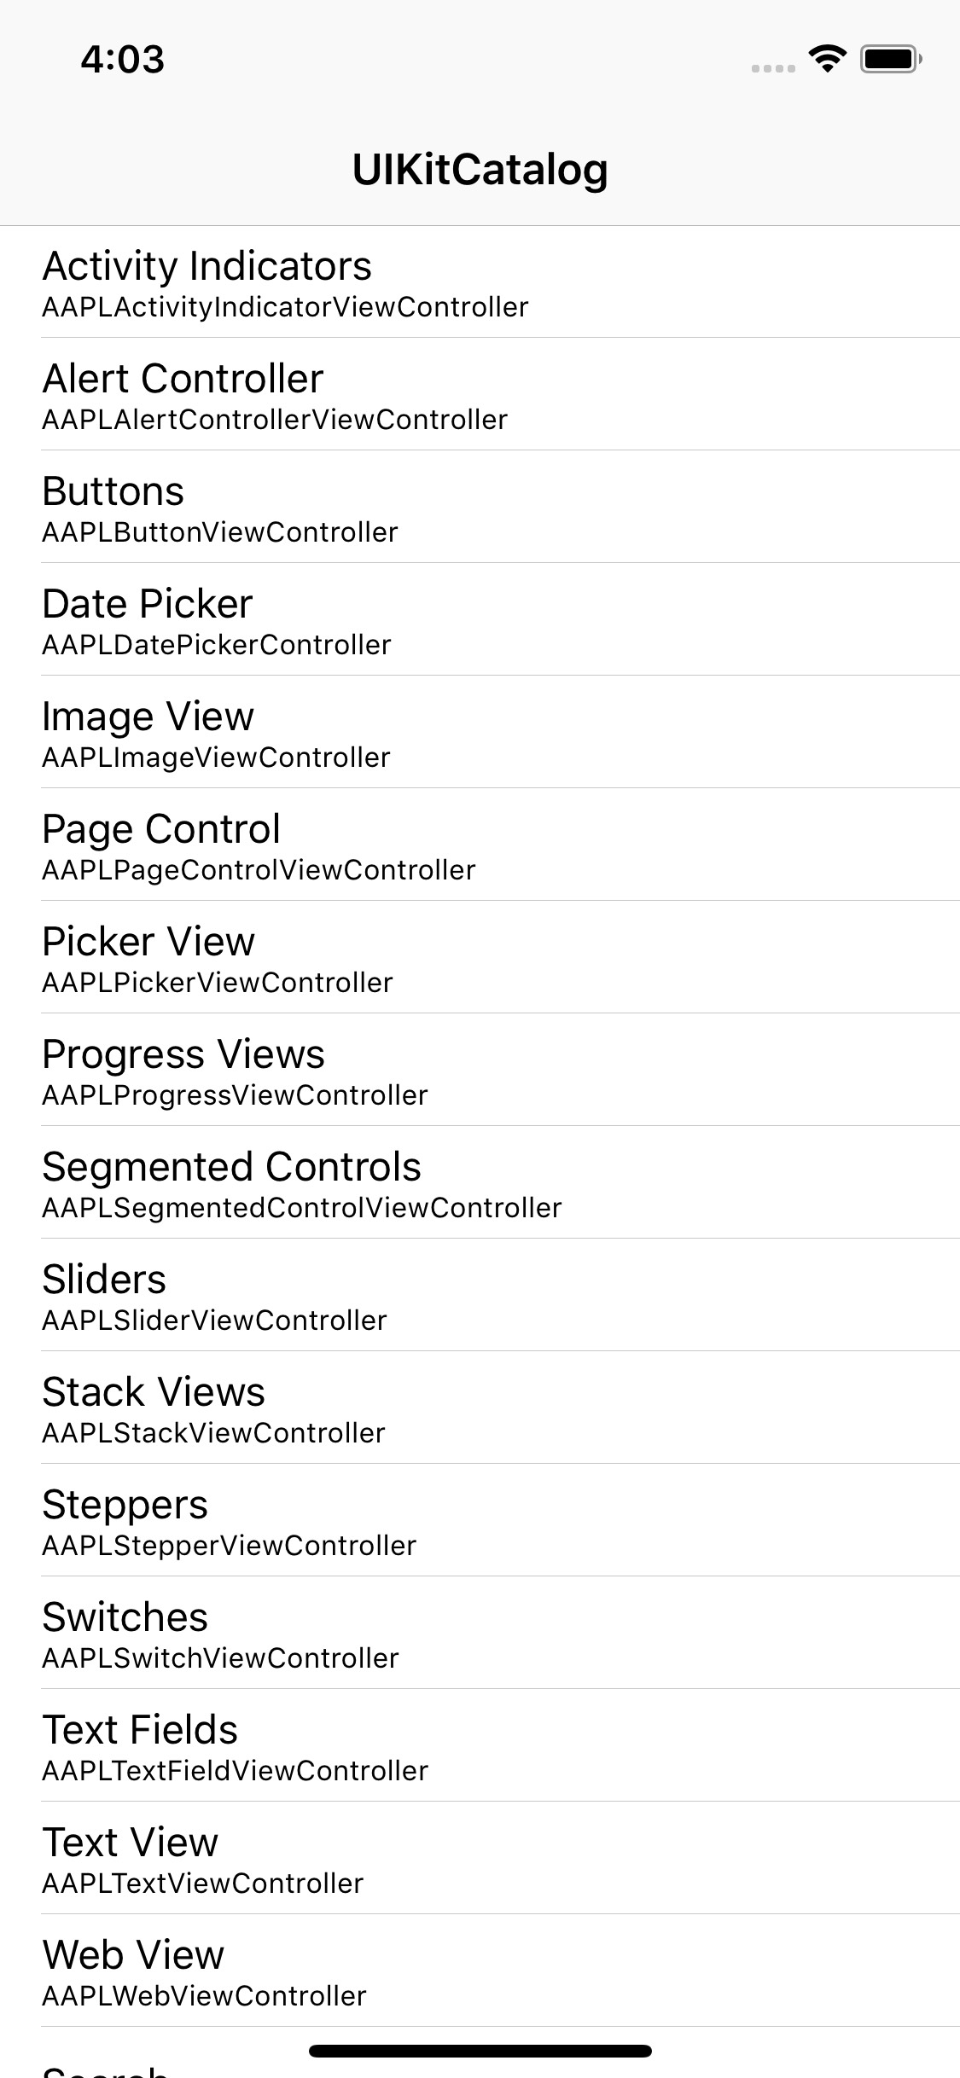 4:03
UIKitCatalog
Activity Indicators
AAPLActivityIndicatorViewController
Alert Controller
AAPLAlertControllerViewController
Buttons
AAPLButtonViewController
Date Picker
AAPLDatePickerController
Image View
AAPLImageViewController
Page Control
AAPLPageControlViewController
Picker View
AAPLPickerViewController
Progress Views
AAPLProgressViewController
Segmented Controls
AAPLSegmentedControlViewController
Sliders
AAPLSliderViewController
Stack Views
AAPLStackViewController
Steppers
AAPLStepperViewController
Switches
AAPLSwitchViewController
Text Fields
AAPLTextFieldViewController
Text View
AAPLTextViewController
Web View
AAPLWebViewController
Search